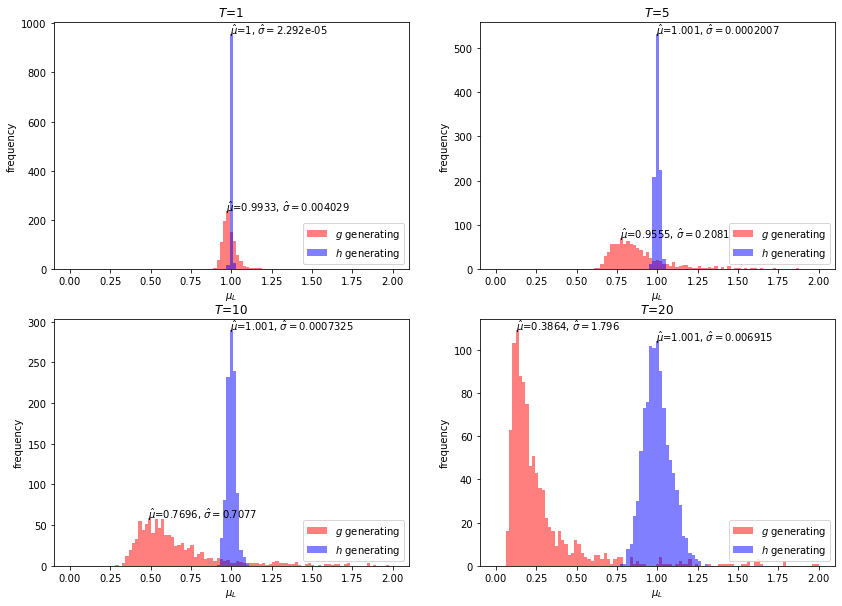 T=1
μ̂=1, σ̂ = 2.292e-05
μ̂=0.9933, σ̂ = 0.004029
1000
800
600
400
200
0
frequency
g generating
h generating
0.00 0.25 0.50 0.75 1.00 1.25 1.50 1.75 2.00
μL
T=5
μ̂=1.001, σ̂ = 0.0002007
μ̂=0.9555, σ̂ = 0.2081
500
400
300
200
100
0
frequency
g generating
h generating
0.00 0.25 0.50 0.75 1.00 1.25 1.50 1.75 2.00
μL
T=10
μ̂=1.001, σ̂ = 0.0007325
μ̂=0.7696, σ̂ = 0.7077
300
250
200
150
100
50
0
frequency
g generating
h generating
0.00 0.25 0.50 0.75 1.00 1.25 1.50 1.75 2.00
μL
T=20
μ̂=0.3864, σ̂ = 1.796
μ̂=1.001, σ̂ = 0.006915
100
80
60
40
20
0
frequency
g generating
h generating
0.00 0.25 0.50 0.75 1.00 1.25 1.50 1.75 2.00
μL